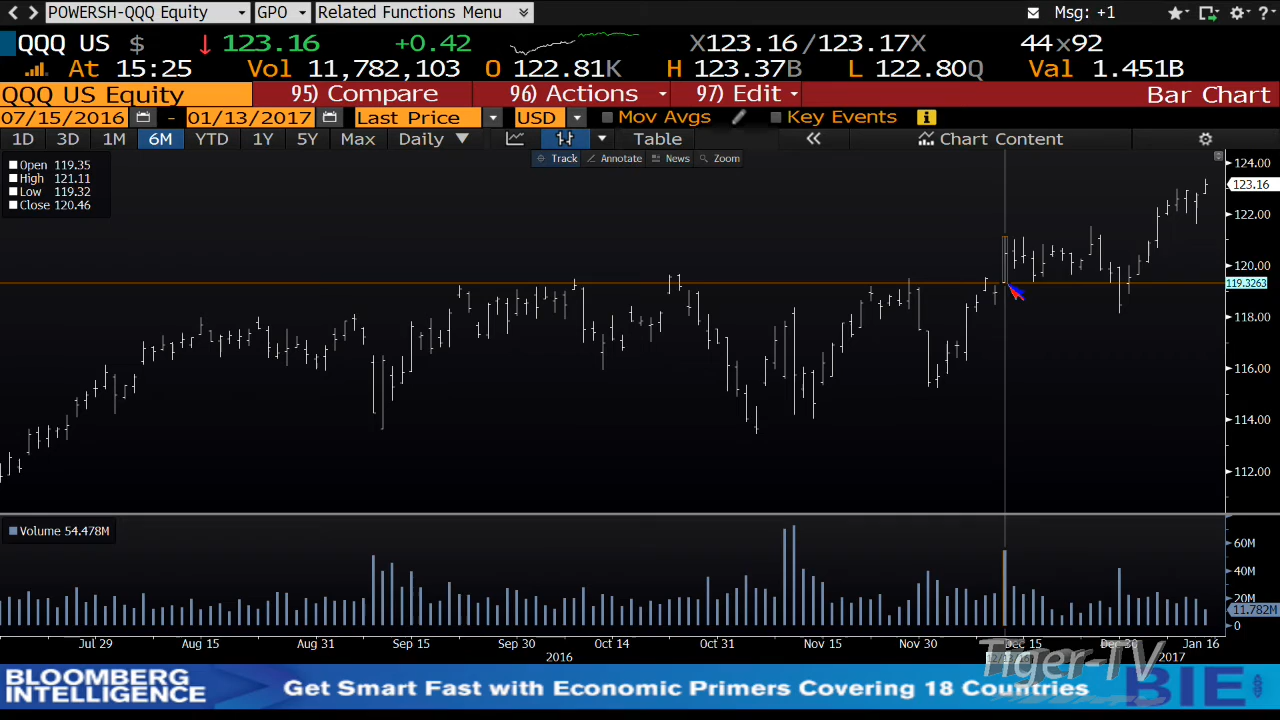 POWERSH-QQQ Equity GPO Related Functions Menu Msg: +1 ?
QQQ US $ 123.16 +0.42 X123.16/123.17X 44x92
At 15:25 Vol 11,782,103 O 122.81K H 123.37B L 122.80Q Val 1.451B
QQQ US Equity 95) Compare 96) Actions 97) Edit Bar Chart
07/15/2016 - 01/13/2017 Last Price USD Mov Avgs Key Events
1D 3D 1M 6M YTD 1Y 5Y Max Daily Table Chart Content
Track Annotate News Zoom
Open 119.35
High 121.11
Low 119.32
Close 120.46
124.00
123.16
122.00
120.00
119.3263
118.00
116.00
114.00
112.00
Volume 54.478M
60M
40M
20M
11.782M
0
Jul 29 Aug 15 Aug 31 Sep 15 Sep 30 Oct 14 Oct 31 Nov 15 Nov 30 Dec 15 Dec 30 Jan 16
2016 2017
Tiger-TV
BLOOMBERG
INTELLIGENCE
Get Smart Fast with Economic Primers Covering 18 Countries